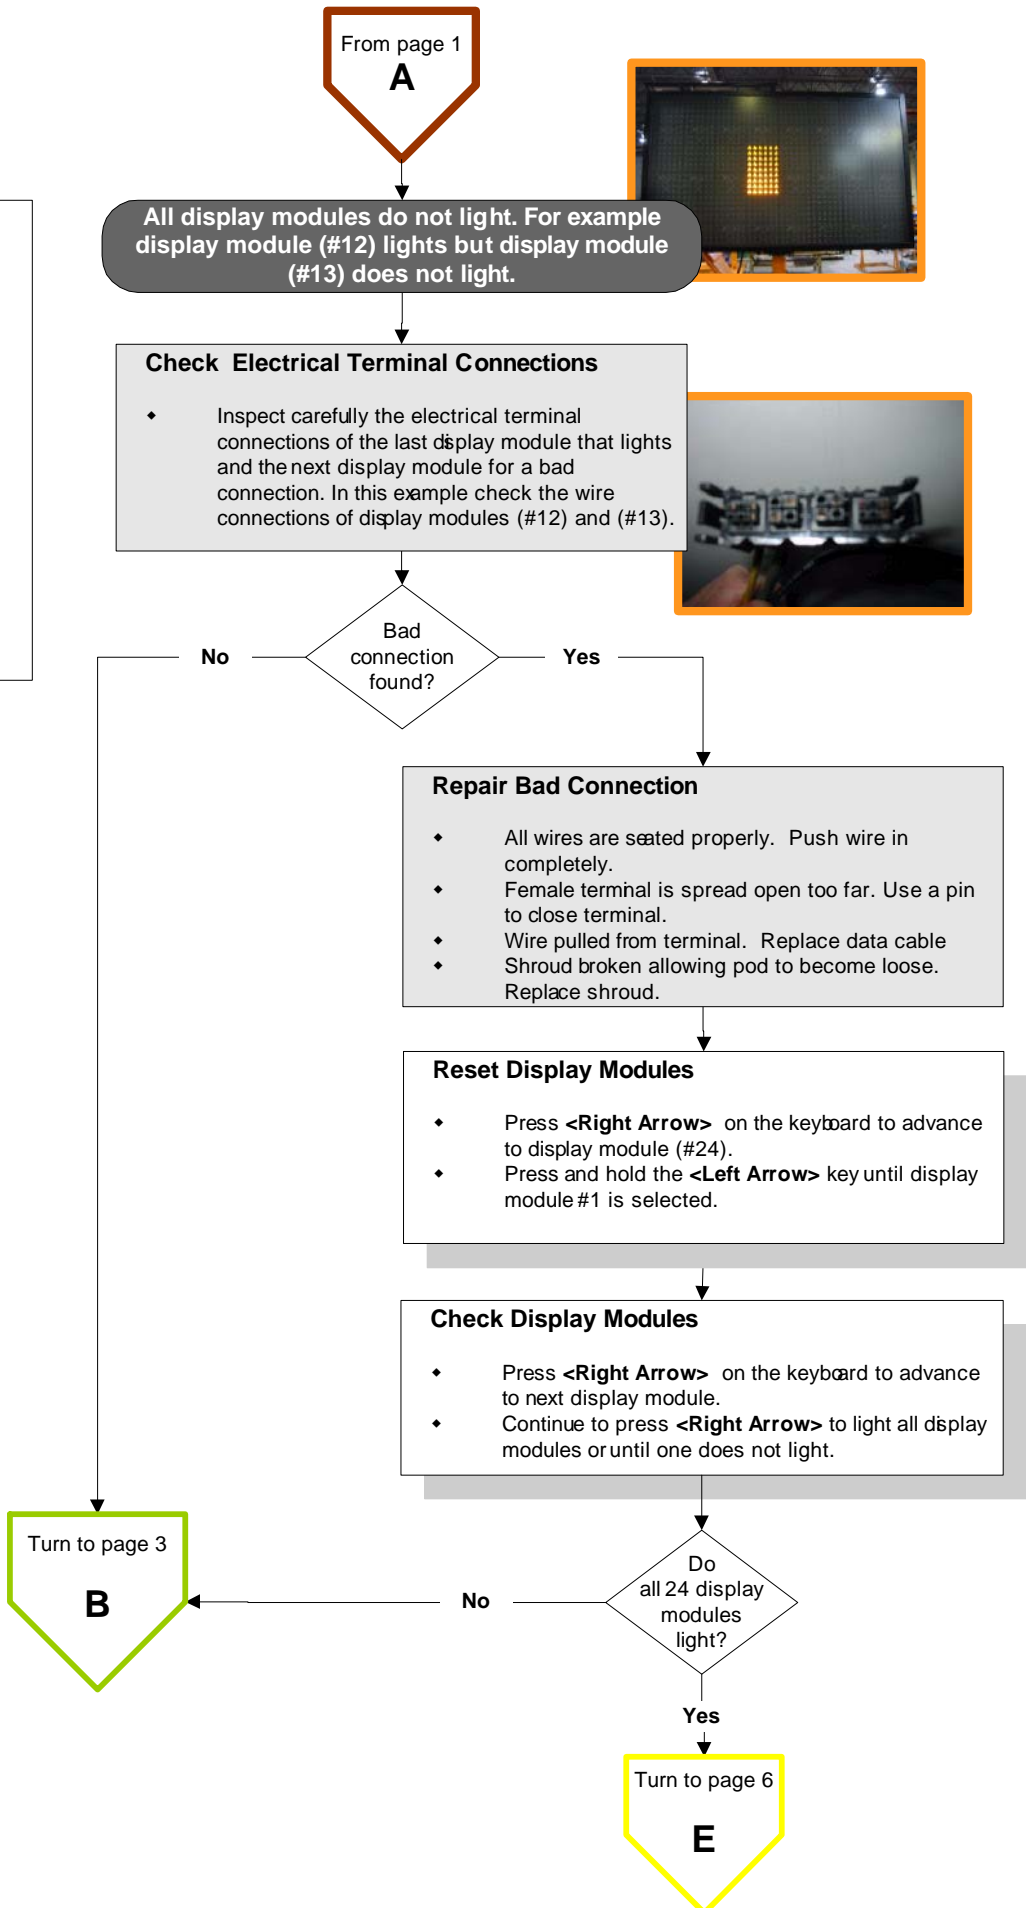 From page 1
A
All display modules do not light. For example
display module (#12) lights but display module
(#13) does not light.
Check Electrical Terminal Connections
◆ Inspect carefully the electrical terminal
connections of the last display module that lights
and the next display module for a bad
connection. In this example check the wire
connections of display modules (#12) and (#13).
Bad
connection
found?
No
Yes
Repair Bad Connection
◆ All wires are seated properly. Push wire in
completely.
◆ Female terminal is spread open too far. Use a pin
to close terminal.
◆ Wire pulled from terminal. Replace data cable
◆ Shroud broken allowing pod to become loose.
Replace shroud.
Reset Display Modules
◆ Press <Right Arrow> on the keyboard to advance
to display module (#24).
◆ Press and hold the <Left Arrow> key until display
module #1 is selected.
Check Display Modules
◆ Press <Right Arrow> on the keyboard to advance
to next display module.
◆ Continue to press <Right Arrow> to light all display
modules or until one does not light.
Turn to page 3
B
No
Do
all 24 display
modules
light?
Yes
Turn to page 6
E